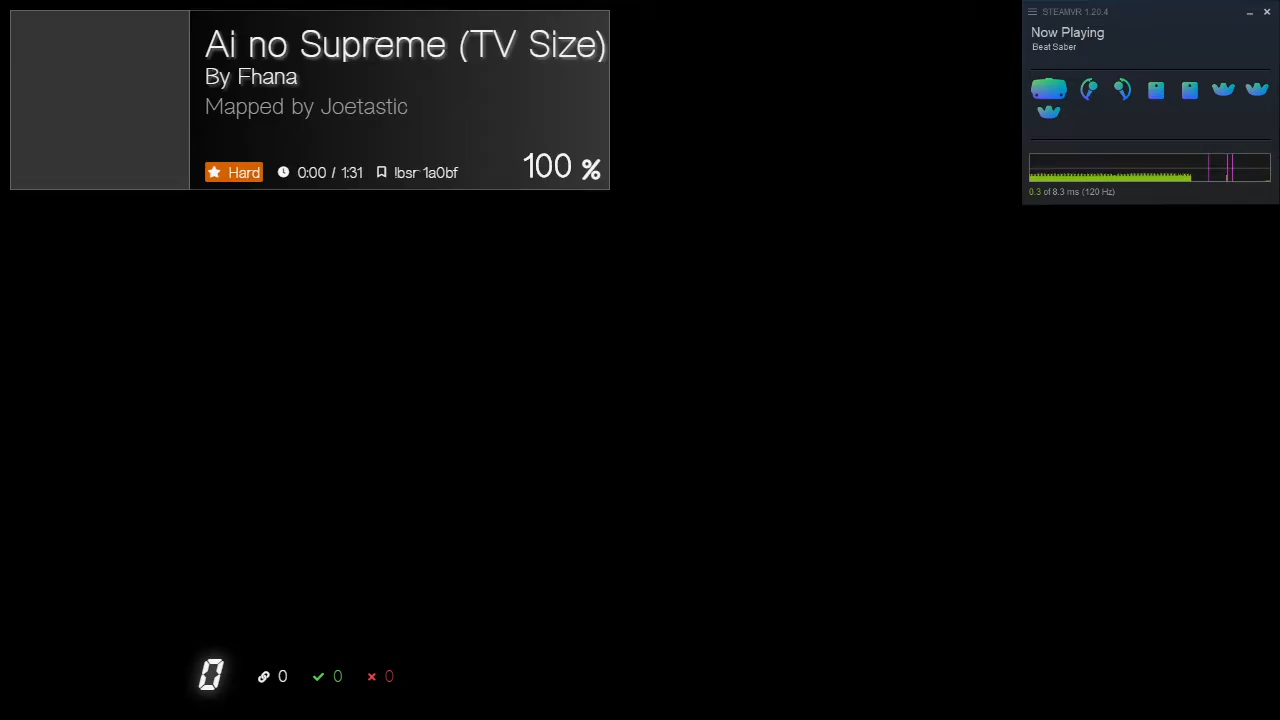 Ai no Supreme (TV Size)
By Fhana
Mapped by Joetastic
Hard 0:00 / 1:31 !bsr 1a0bf 100 %
STEAMVR 1.20.4
Now Playing
Beat Saber
0.3 of 8.3 ms (120 Hz)
0 0 0 0